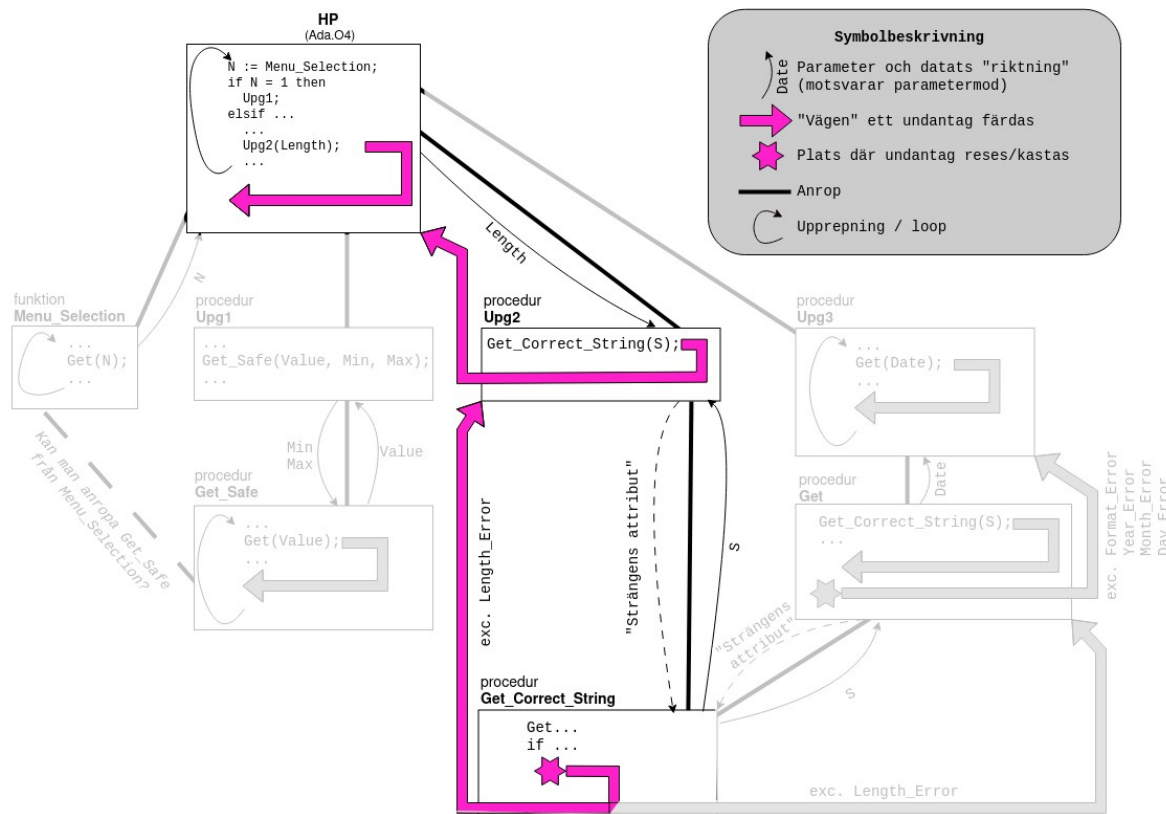 HP
(Ada.O4)
N := Menu_Selection;
if N = 1 then
Upg1;
elsif ...
...
Upg2(Length);
...
Symbolbeskrivning
Date
Parameter och datats "riktning"
(motsvarar parametermod)
"Vägen" ett undantag färdas
Plats där undantag reses/kastas
Anrop
Upprepning / loop
N
Length
funktion
Menu_Selection
...
Get(N);
...
procedur
Upg1
...
Get_Safe(Value, Min, Max);
...
procedur
Upg2
Get_Correct_String(S);
procedur
Upg3
...
Get(Date);
...
Kan man anropa Get_Safe
från Menu_Selection?
Min
Max
Value
procedur
Get_Safe
...
Get(Value);
...
exc. Length_Error
"Strängens attribut"
S
Date
procedur
Get
Get_Correct_String(S);
...
exc. Format_Error
Year_Error
Month_Error
Day_Error
"Strängens
attribut"
S
procedur
Get_Correct_String
Get...
if ...
exc. Length_Error